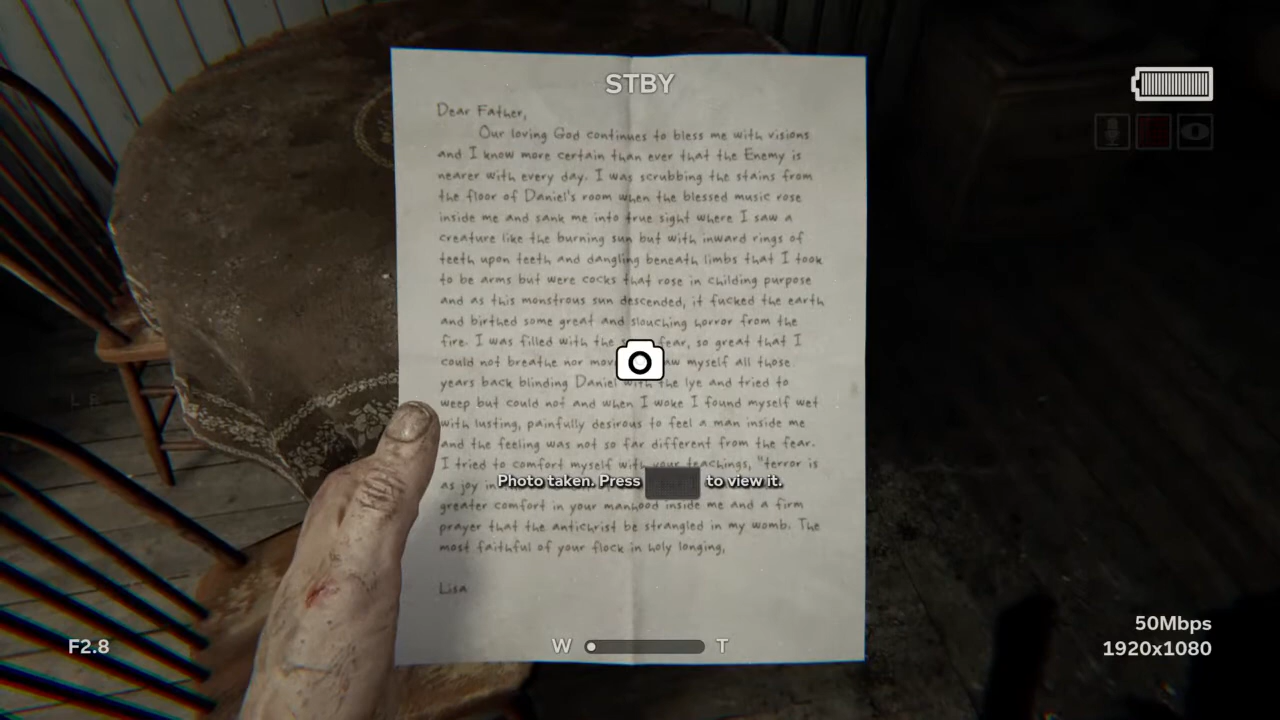 STBY
Dear Father,
Our loving God continues to bless me with visions
and I know more certain than ever that the Enemy is
nearer with every day. I was scrubbing the stains from
the floor of Daniel's room when the blessed music rose
inside me and sank me into true sight where I saw a
creature like the burning sun but with inward rings of
teeth upon teeth and dangling beneath limbs that I took
to be arms but were cocks that rose in childing purpose
and as this monstrous sun descended, it fucked the earth
and birthed some great and slouching horror from the
fire. I was filled with the fear, so great that I
could not breathe nor myself all those
years back blinding Daniel with the lye and tried to
weep but could not and when I woke I found myself wet
with lusting, painfully desirous to feel a man inside me
and the feeling was not so far different from the fear.
I tried to comfort myself with your teachings, "terror is
as joy in
Photo taken. Press to view it.
greater comfort in your manhood inside me and a firm
prayer that the antichrist be strangled in my womb. The
most faithful of your flock in holy longing,
Lisa
F2.8
W T
50Mbps
1920x1080